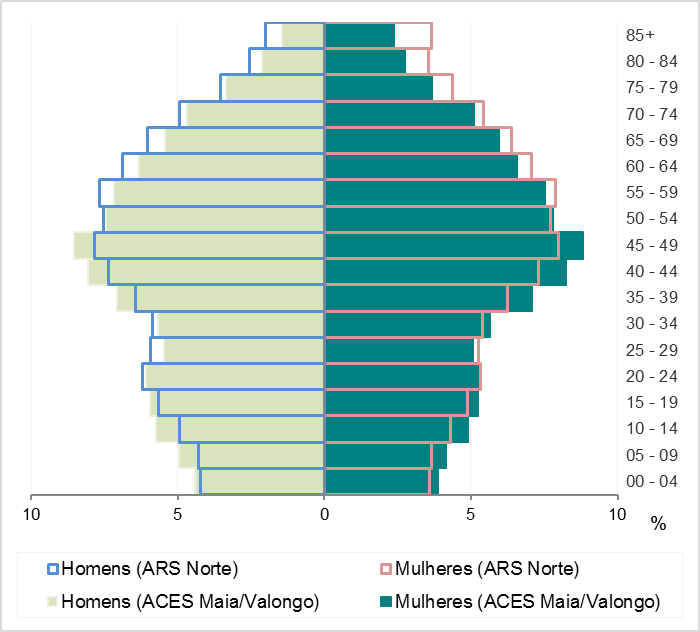 85+
80 - 84
75 - 79
70 - 74
65 - 69
60 - 64
55 - 59
50 - 54
45 - 49
40 - 44
35 - 39
30 - 34
25 - 29
20 - 24
15 - 19
10 - 14
05 - 09
00 - 04
10 5 0 5 10
%
Homens (ARS Norte) Mulheres (ARS Norte)
Homens (ACES Maia/Valongo) Mulheres (ACES Maia/Valongo)